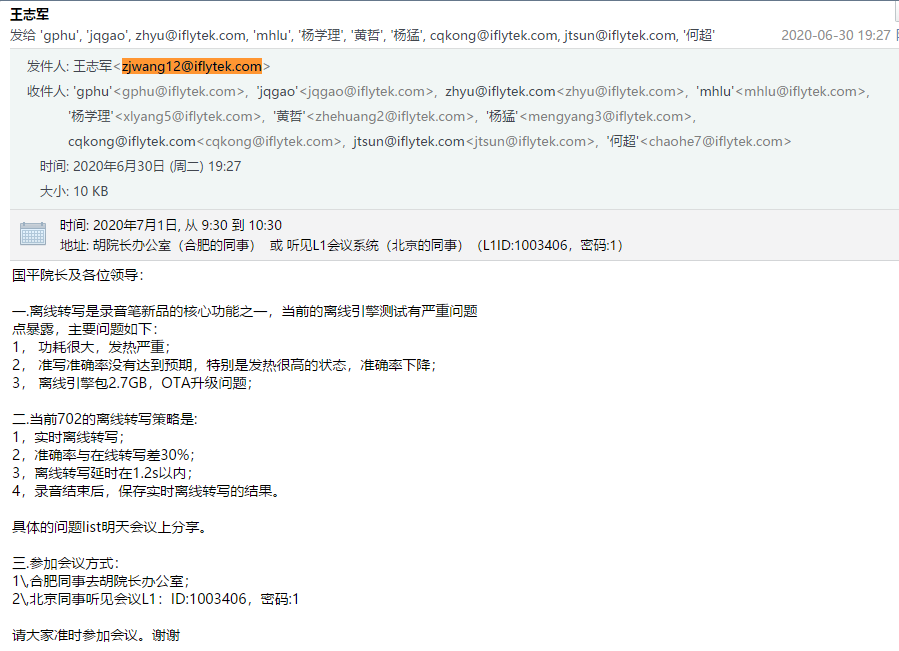 王志军
发给 'gphu', 'jqgao', zhyu@iflytek.com, 'mhlu', '杨学理', '黄哲', '杨猛', cqkong@iflytek.com, jtsun@iflytek.com, '何超' 2020-06-30 19:27
发件人: 王志军<zjwang12@iflytek.com>
收件人: 'gphu'<gphu@iflytek.com>, 'jqgao'<jqgao@iflytek.com>, zhyu@iflytek.com<zhyu@iflytek.com>, 'mhlu'<mhlu@iflytek.com>,
'杨学理'<xlyang5@iflytek.com>, '黄哲'<zhehuang2@iflytek.com>, '杨猛'<mengyang3@iflytek.com>,
cqkong@iflytek.com<cqkong@iflytek.com>, jtsun@iflytek.com<jtsun@iflytek.com>, '何超'<chaohe7@iflytek.com>
时间: 2020年6月30日 (周二) 19:27
大小: 10 KB
时间: 2020年7月1日, 从 9:30 到 10:30
地址: 胡院长办公室（合肥的同事） 或 听见L1会议系统（北京的同事）（L1ID:1003406，密码:1）
国平院长及各位领导：
一.离线转写是录音笔新品的核心功能之一，当前的离线引擎测试有严重问题
点暴露，主要问题如下：
1， 功耗很大，发热严重；
2， 准写准确率没有达到预期，特别是发热很高的状态，准确率下降；
3， 离线引擎包2.7GB，OTA升级问题；
二.当前702的离线转写策略是:
1，实时离线转写；
2，准确率与在线转写差30%；
3，离线转写延时在1.2s以内；
4，录音结束后，保存实时离线转写的结果。
具体的问题list明天会议上分享。
三.参加会议方式：
1\,合肥同事去胡院长办公室；
2\,北京同事听见会议L1：ID:1003406，密码:1
请大家准时参加会议。谢谢